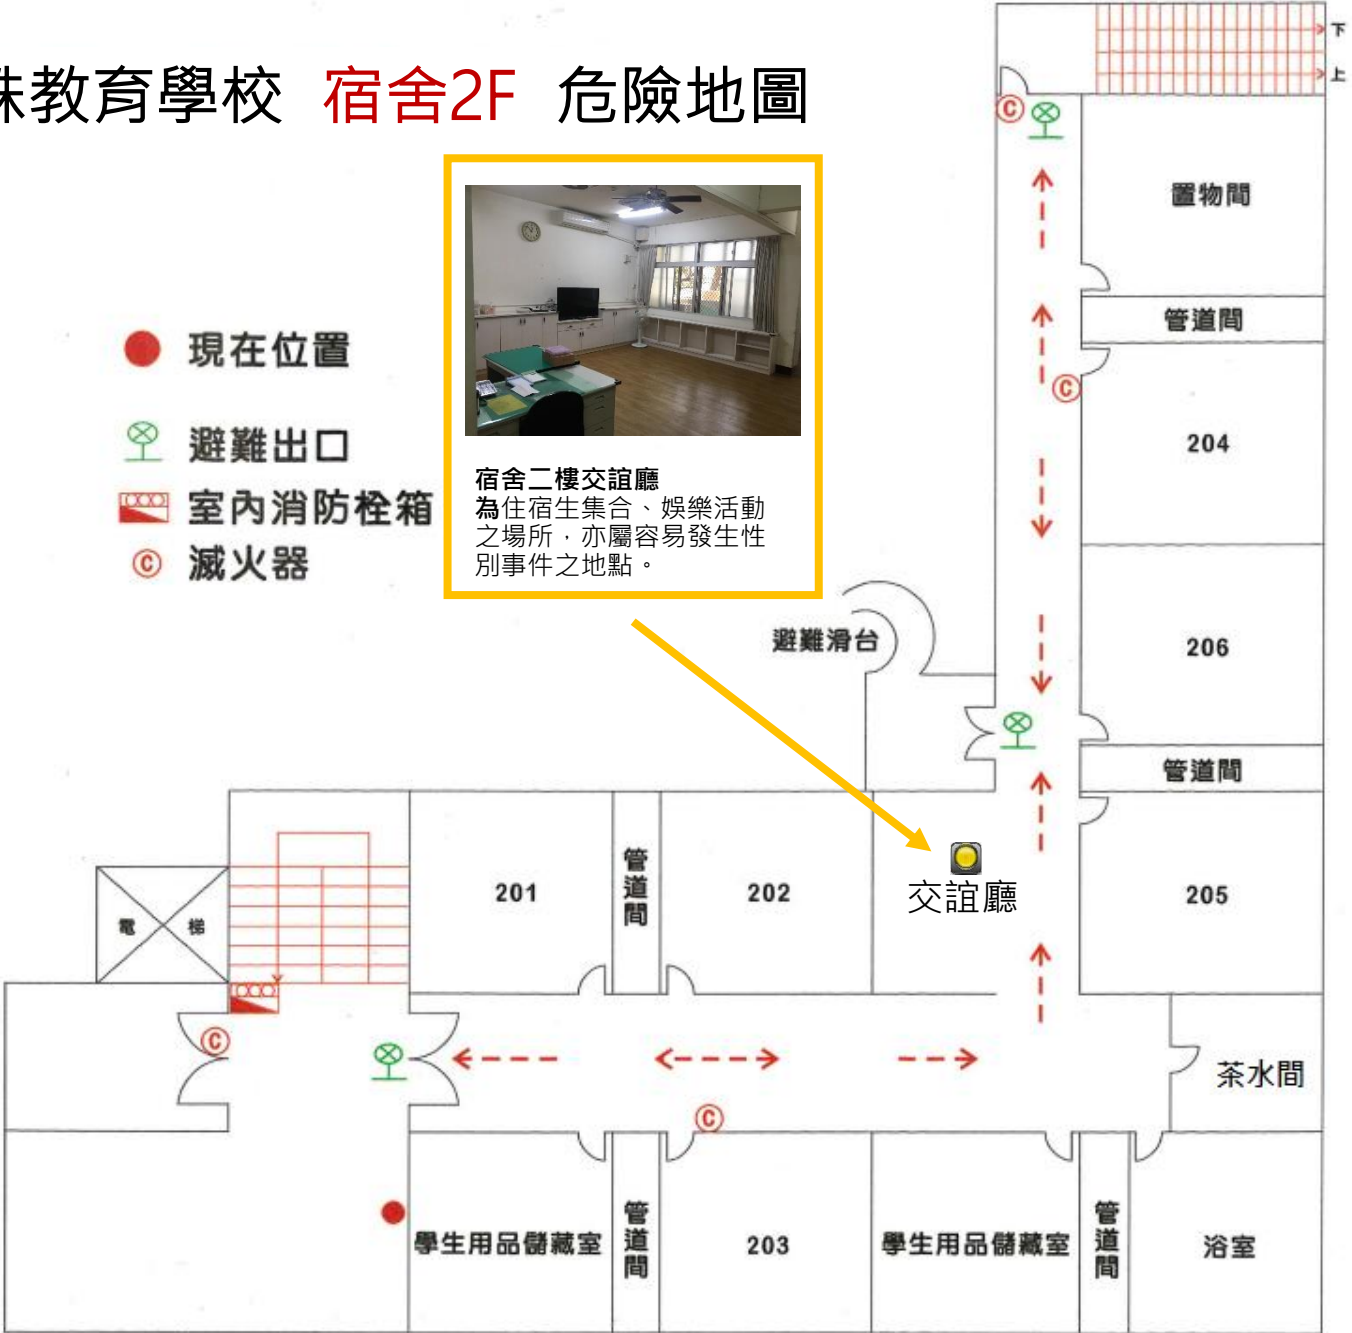 殊教育學校 宿舍2F 危險地圖
下
上
置物間
管道間
204
206
管道間
205
現在位置
避難出口
室內消防栓箱
C 滅火器
宿舍二樓交誼廳
為住宿生集合、娛樂活動
之場所，亦屬容易發生性
別事件之地點。
避難滑台
C
C
電梯
201
管道間
202
交誼廳
C
C
茶水間
學生用品儲藏室
管道間
203
學生用品儲藏室
管道間
浴室